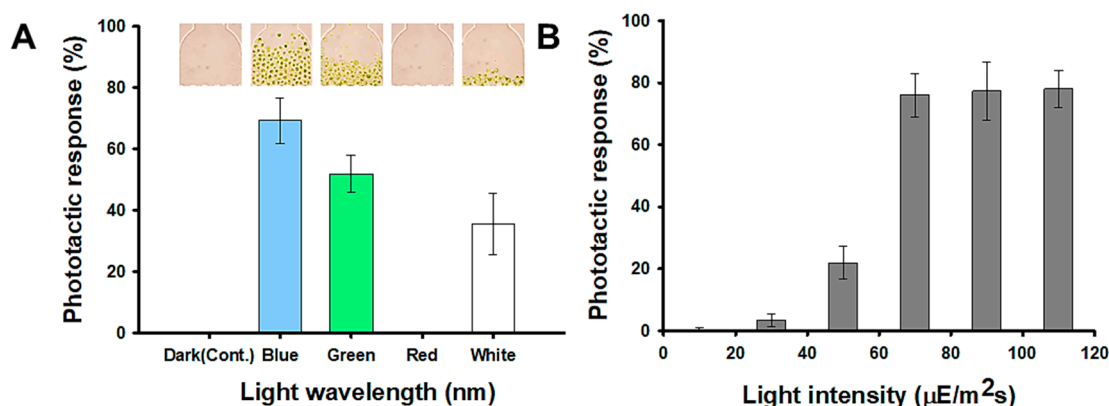 A
Phototactic response (%)
100
80
60
40
20
0
Dark(Cont.) Blue Green Red White
Light wavelength (nm)
B
Phototactic response (%)
100
80
60
40
20
0
0 20 40 60 80 100 120
Light intensity (µE/m²s)